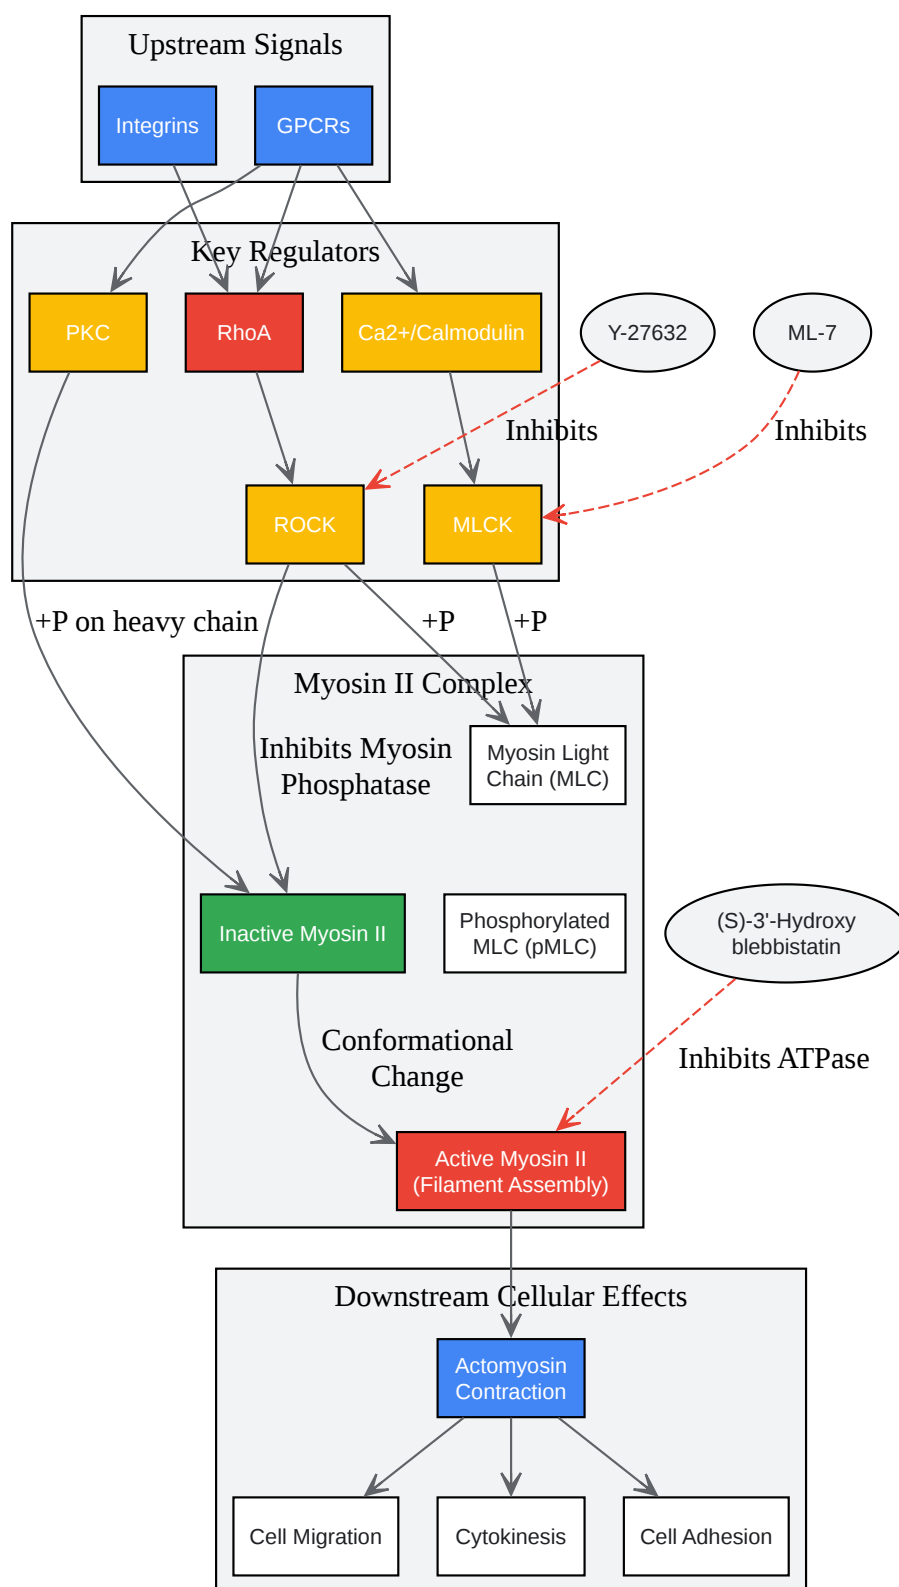 Upstream Signals
Integrins
GPCRs
Key Regulators
PKC
RhoA
Ca2+/Calmodulin
Y-27632
ML-7
Inhibits
Inhibits
ROCK
MLCK
+P on heavy chain
+P
+P
Myosin II Complex
Inhibits Myosin
Phosphatase
Myosin Light
Chain (MLC)
Inactive Myosin II
Phosphorylated
MLC (pMLC)
(S)-3'-Hydroxy
blebbistatin
Conformational
Change
Inhibits ATPase
Active Myosin II
(Filament Assembly)
Downstream Cellular Effects
Actomyosin
Contraction
Cell Migration
Cytokinesis
Cell Adhesion